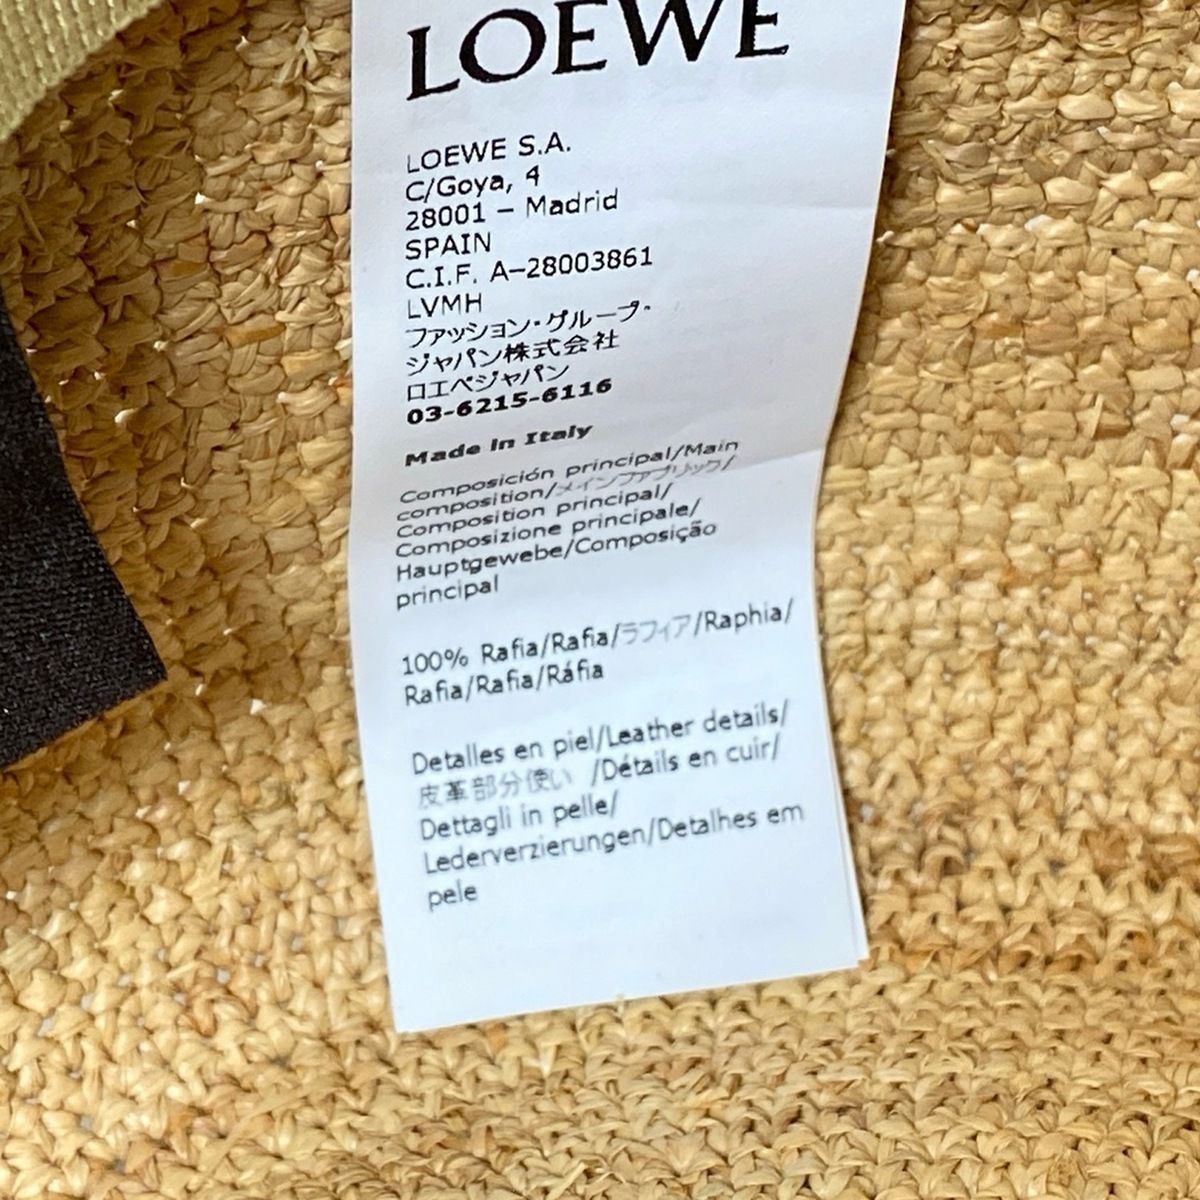 LOEWE
LOEWE S.A.
C/Goya, 4
28001 – Madrid
SPAIN
C.I.F. A–28003861
LVMH
ファッション・グループ・
ジャパン株式会社
ロエベジャパン
03-6215-6116
Made in Italy
Composición principal/Main
composition/メインファブリック/
Composition principal/
Composizione principale/
Hauptgewebe/Composição
principal
100% Rafia/Rafia/ラフィア/Raphia/
Rafia/Rafia/Ráfia
Detalles en piel/Leather details/
皮革部分使い /Détails en cuir/
Dettagli in pelle/
Lederverzierungen/Detalhes em
pele